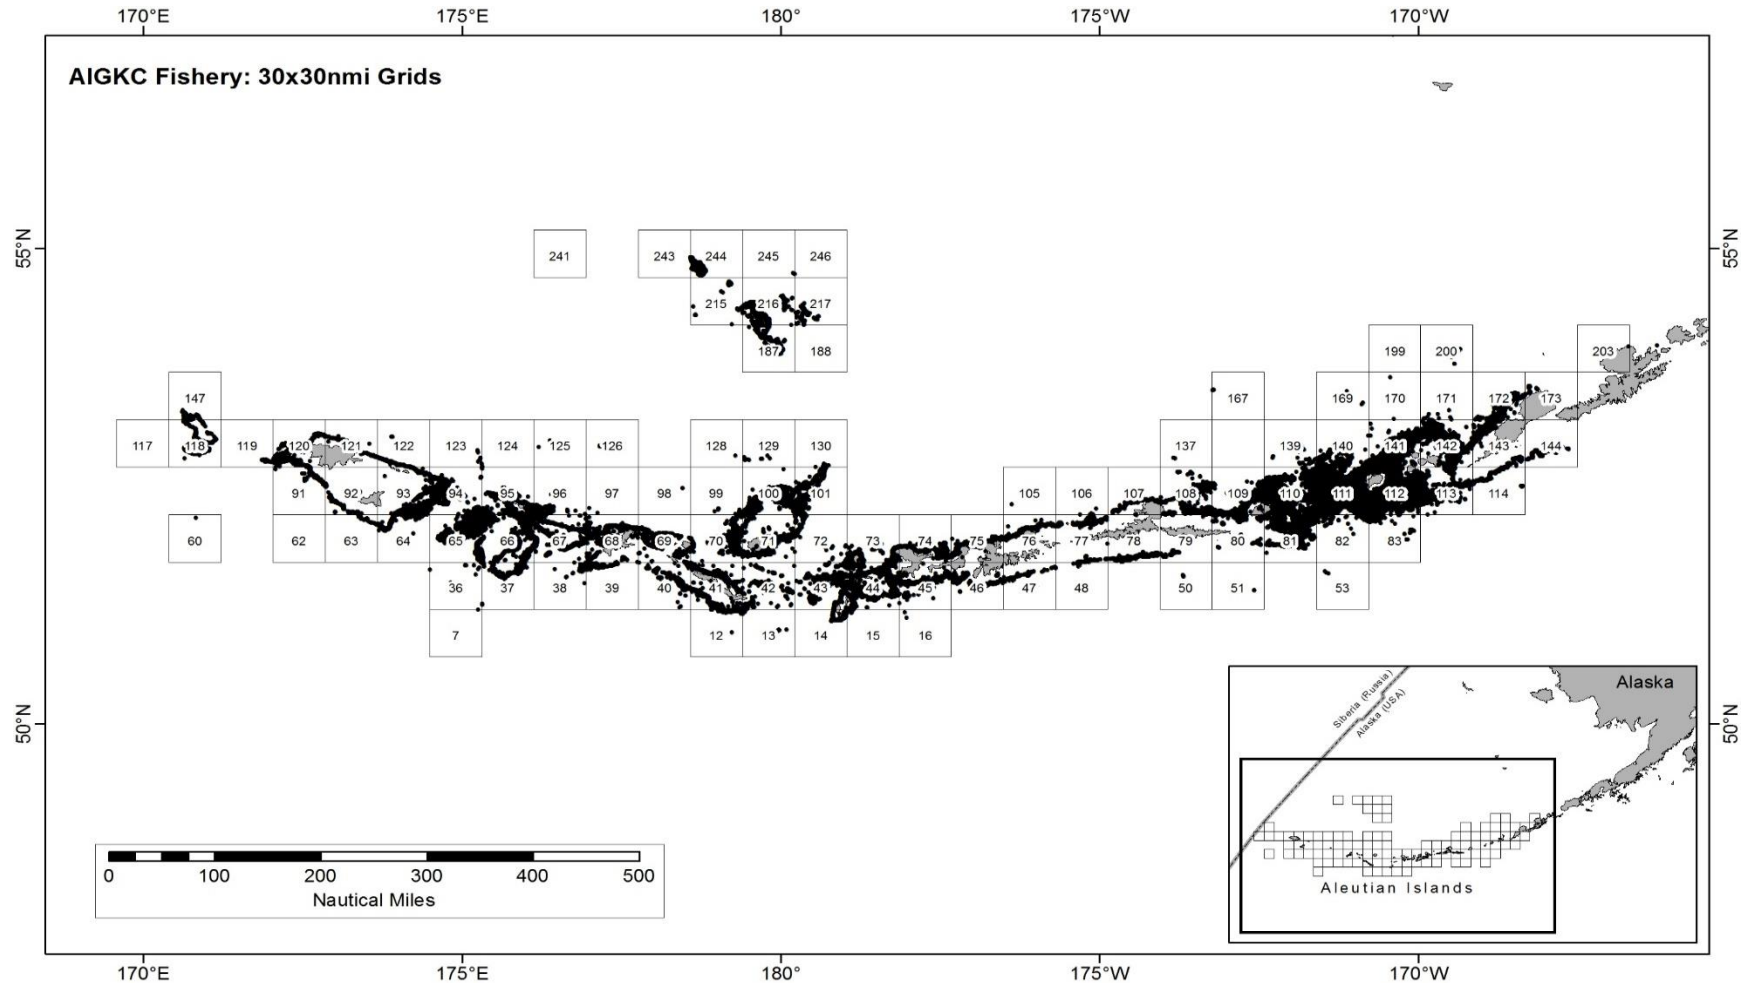 170°E 175°E 180° 175°W 170°W
AIGKC Fishery: 30x30nmi Grids
55°N 55°N
241 243 244 245 246
215 216 217
187 188 199 200 203
147 167 169 170 171 172 173
117 118 119 120 121 122 123 124 125 126 128 129 130 137 139 140 141 142 143 144
91 92 93 94 95 96 97 98 99 100 101 105 106 107 108 109 110 111 112 113 114
60 62 63 64 65 66 67 68 69 70 71 72 73 74 75 76 77 78 79 80 81 82 83
36 37 38 39 40 41 42 43 44 45 46 47 48 50 51 53
7 12 13 14 15 16
50°N 50°N
Alaska
Siberia (Russia)
Alaska (USA)
Aleutian Islands
0 100 200 300 400 500
Nautical Miles
170°E 175°E 180° 175°W 170°W